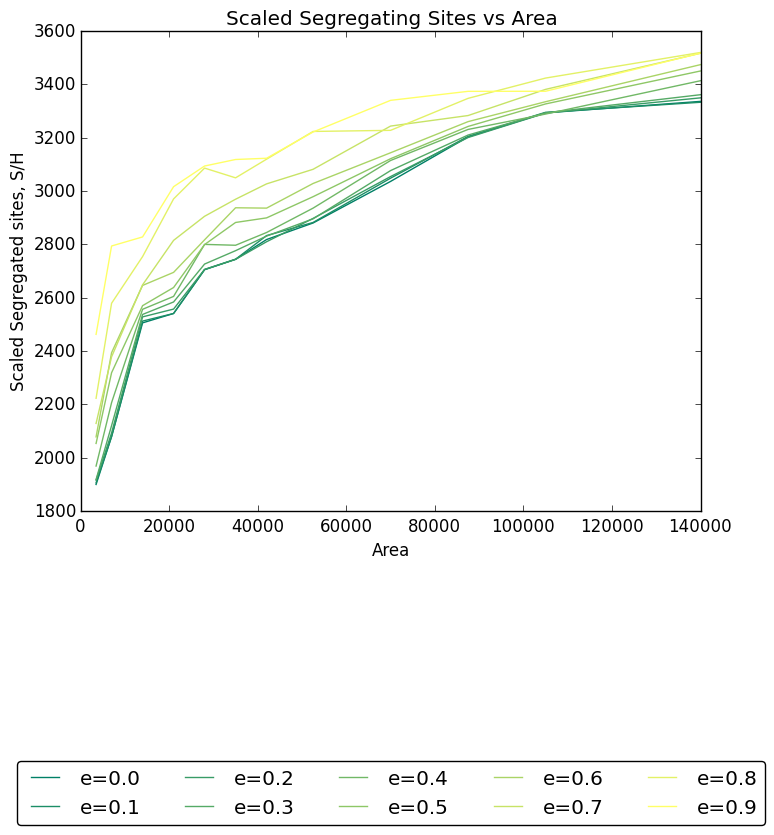 Scaled Segregating Sites vs Area
3600
3400
3200
3000
2800
2600
2400
2200
2000
1800
Scaled Segregated sites, S/H
0 20000 40000 60000 80000 100000 120000 140000
Area
e=0.0 e=0.2 e=0.4 e=0.6 e=0.8
e=0.1 e=0.3 e=0.5 e=0.7 e=0.9